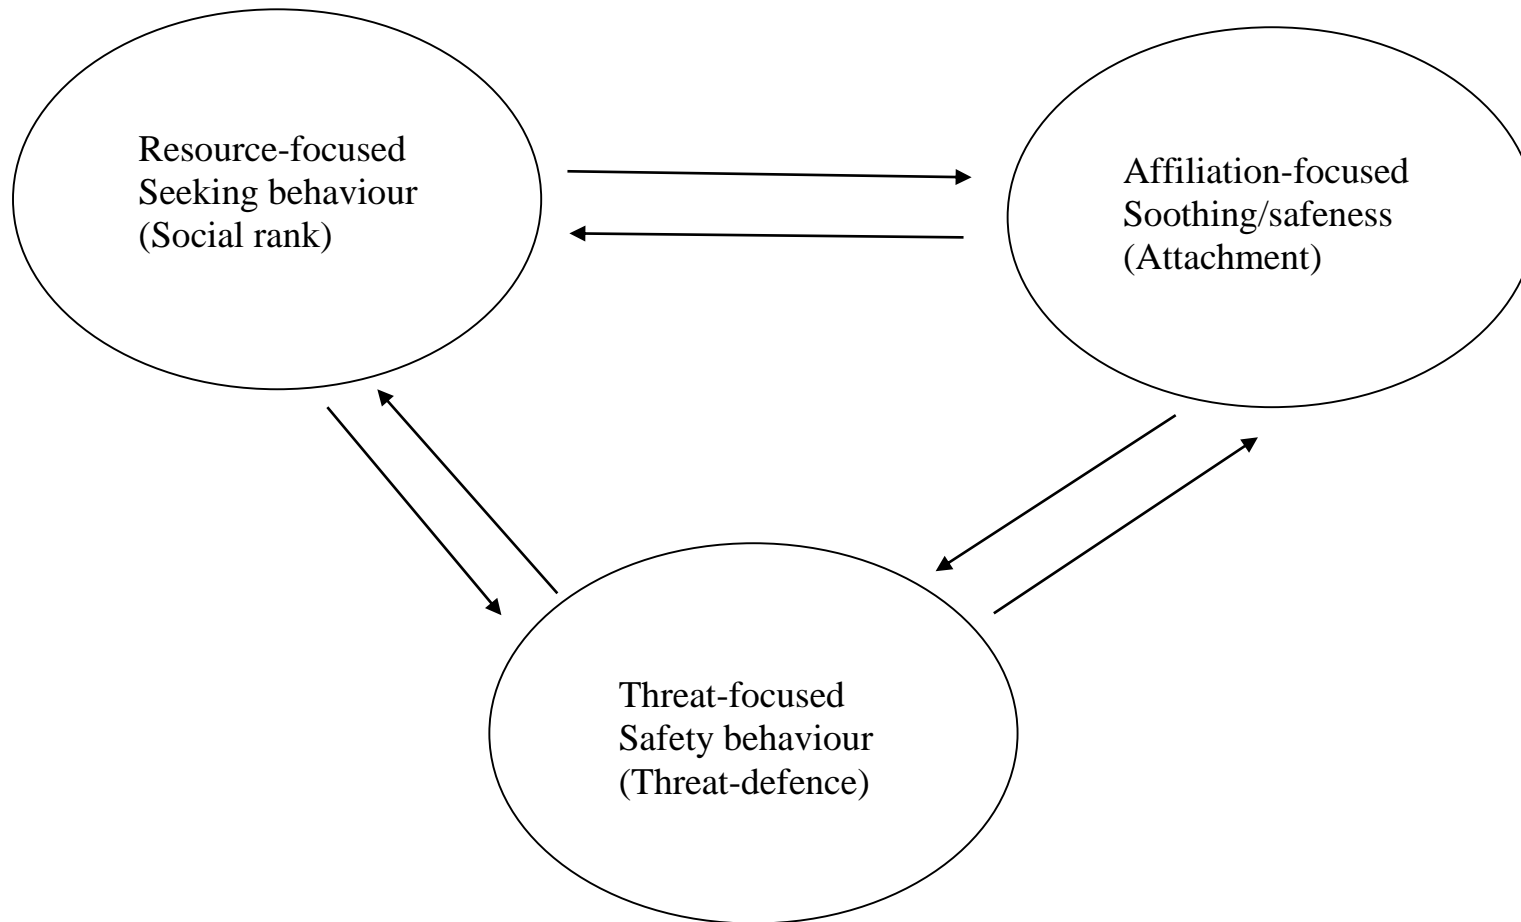 Resource-focused
Seeking behaviour
(Social rank)
Affiliation-focused
Soothing/safeness
(Attachment)
Threat-focused
Safety behaviour
(Threat-defence)